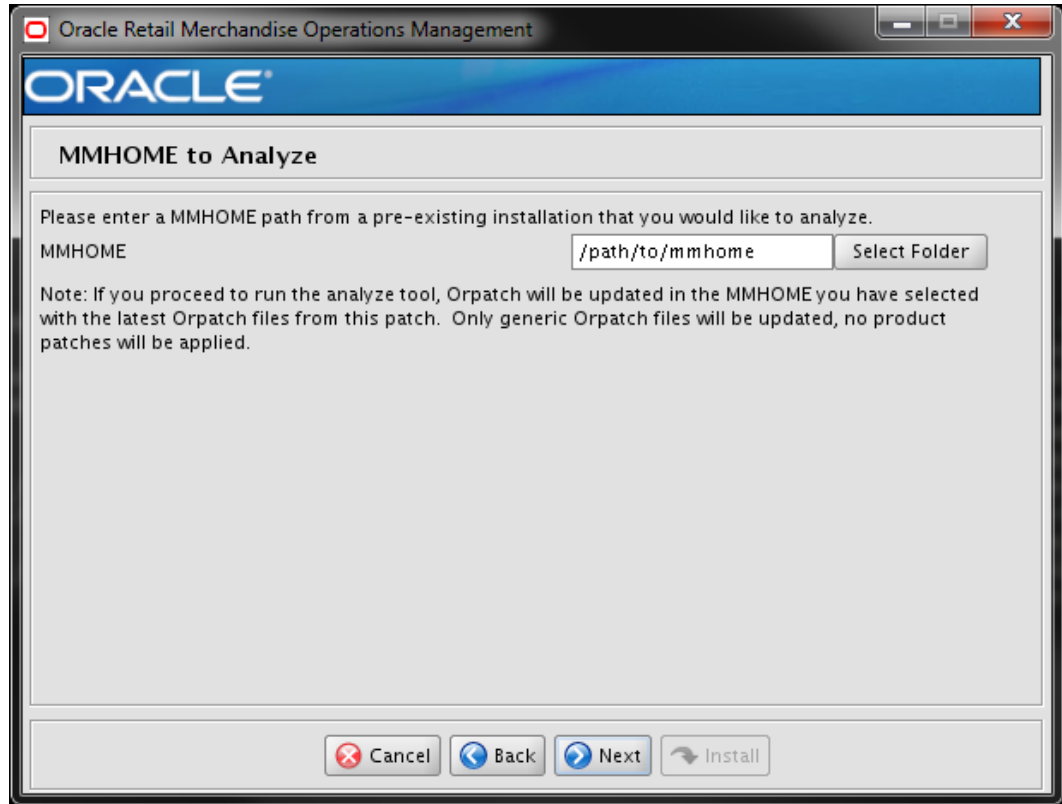 Oracle Retail Merchandise Operations Management
ORACLE®
MMHOME to Analyze
Please enter a MMHOME path from a pre-existing installation that you would like to analyze.
MMHOME /path/to/mmhome Select Folder
Note: If you proceed to run the analyze tool, Orpatch will be updated in the MMHOME you have selected
with the latest Orpatch files from this patch.  Only generic Orpatch files will be updated, no product
patches will be applied.
Cancel Back Next Install